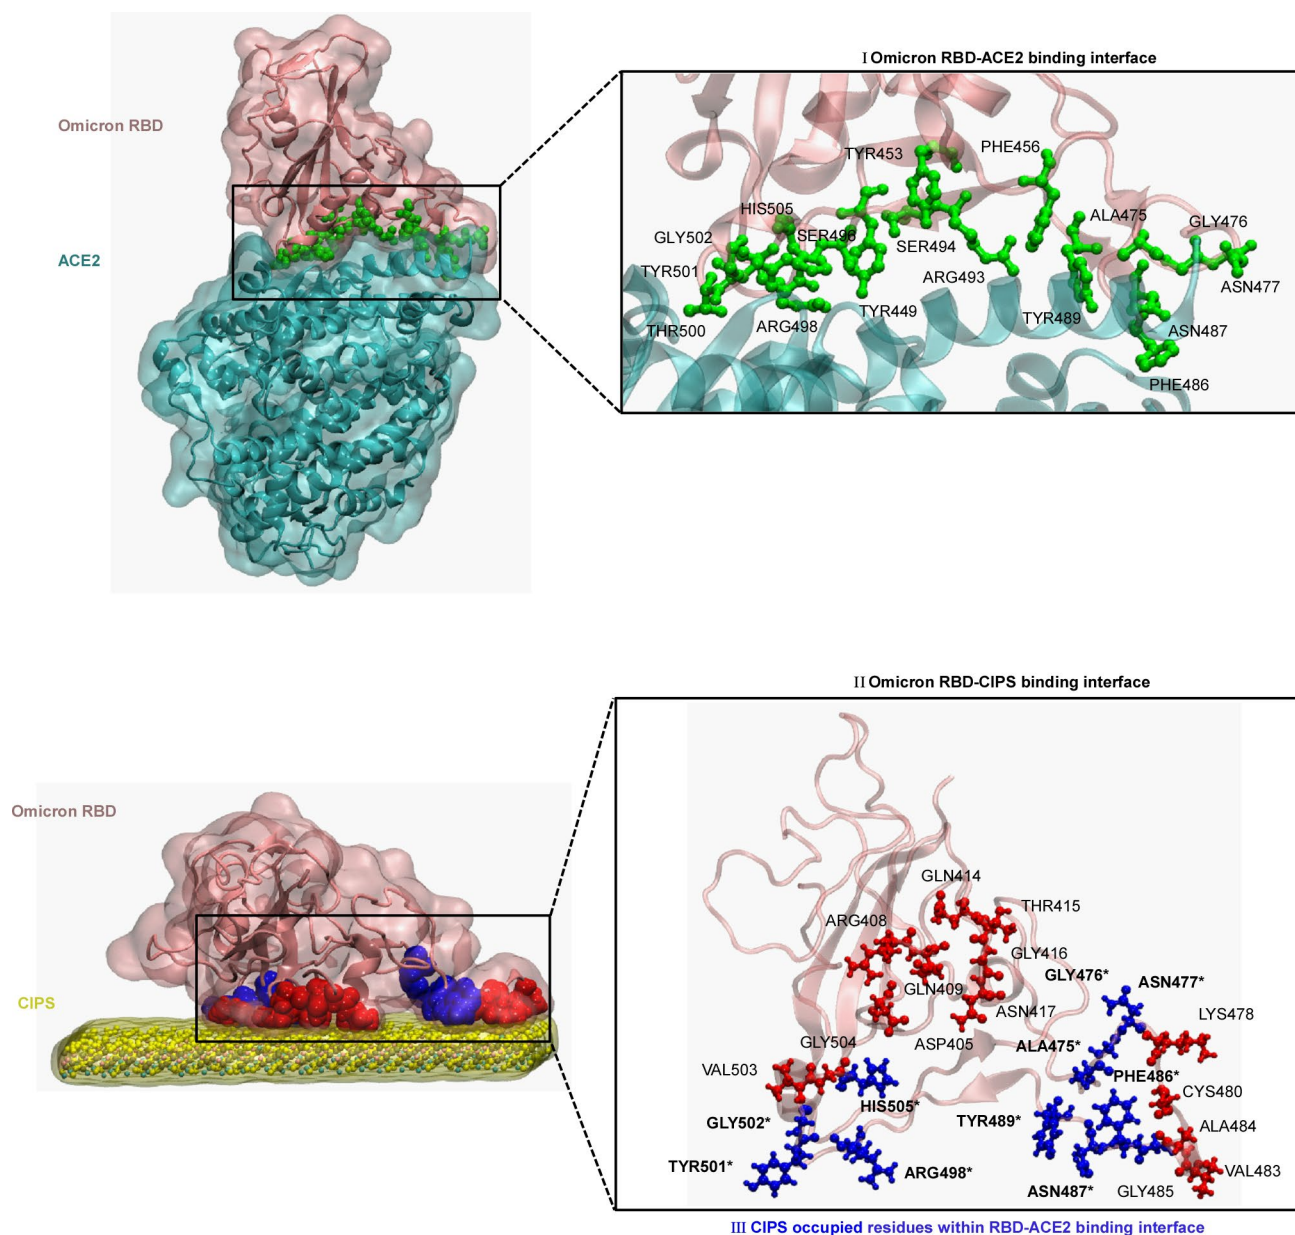 I Omicron RBD-ACE2 binding interface
Omicron RBD
ACE2
TYR453
PHE456
HIS505
ALA475
GLY476
GLY502
SER496
SER494
TYR501
ARG493
ASN477
THR500
ARG498
TYR449
TYR489
ASN487
PHE486
II Omicron RBD-CIPS binding interface
Omicron RBD
CIPS
GLN414
THR415
ARG408
GLY416
GLY476*
ASN477*
GLN409
ASN417
LYS478
GLY504
ASP405
ALA475*
VAL503
PHE486*
CYS480
HIS505*
GLY502*
TYR489*
ALA484
TYR501*
ARG498*
VAL483
ASN487*
GLY485
III CIPS occupied residues within RBD-ACE2 binding interface